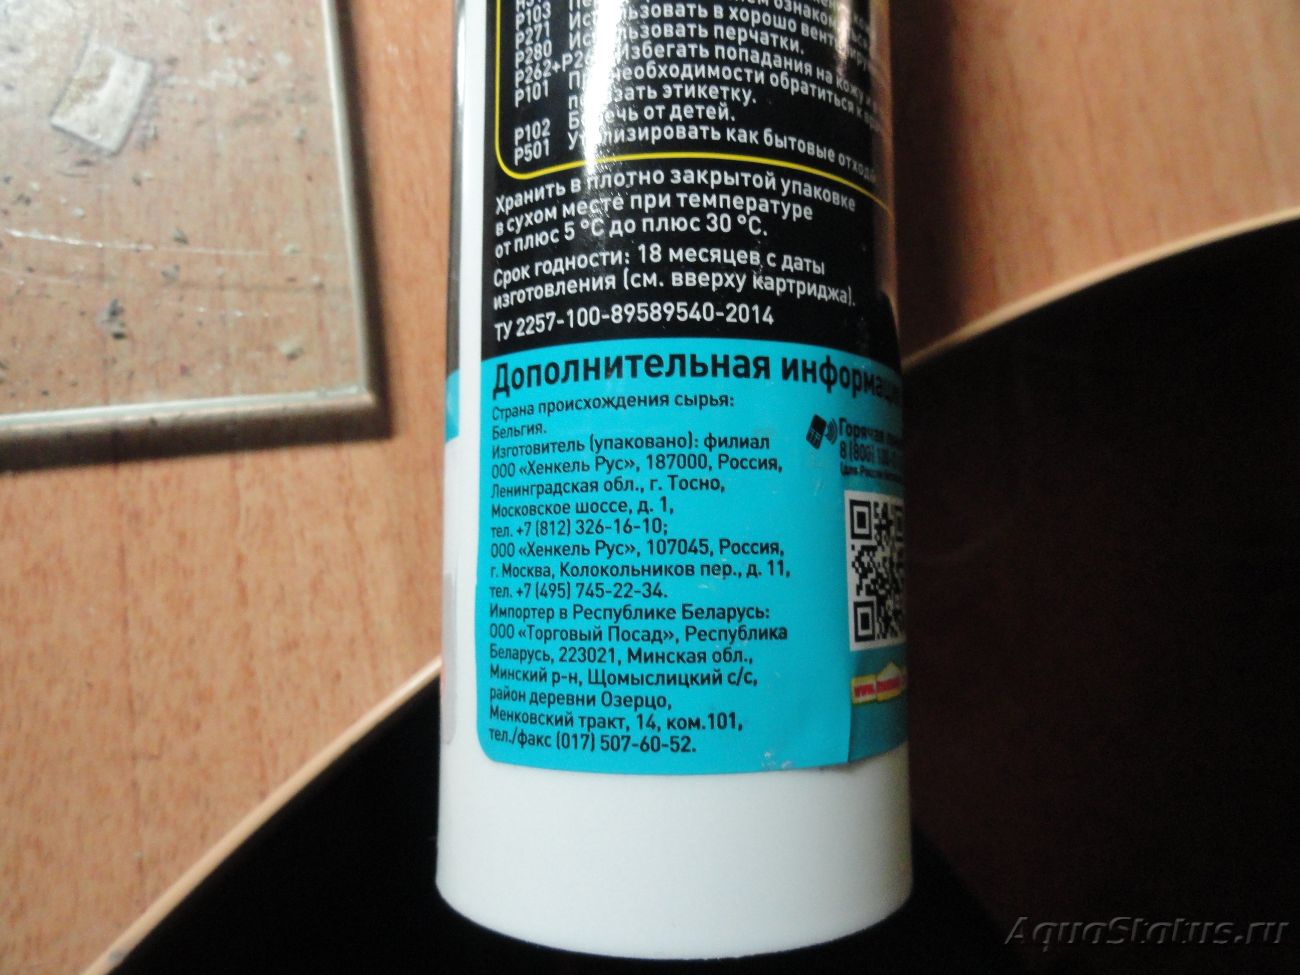 P103
P271 Использовать в хорошо
P280 Использовать перчатки.
Избегать попадания на кожу
P101 необходимости обратиться к
этикетку.
P102 Беречь от детей.
P501 Утилизировать как бытовые
Хранить в плотно закрытой упаковке
в сухом месте при температуре
от плюс 5 °C до плюс 30 °C.
Срок годности: 18 месяцев с даты
изготовления (см. вверху картриджа).
ТУ 2257-100-89589540-2014
Дополнительная
Страна происхождения сырья:
Бельгия.
Изготовитель (упаковано): филиал
ООО «Хенкель Рус», 187000, Россия,
Ленинградская обл., г. Тосно,
Московское шоссе, д. 1,
тел. +7 (812) 326-16-10;
ООО «Хенкель Рус», 107045, Россия,
г. Москва, Колокольников пер., д. 11,
тел. +7 (495) 745-22-34.
Импортер в Республике Беларусь:
ООО «Торговый Посад», Республика
Беларусь, 223021, Минская обл.,
Минский р-н, Щомыслицкий с/с,
район деревни Озерцо,
Менковский тракт, 14, ком.101,
тел./факс (017) 507-60-52.
Горячая
AquaStatus.ru